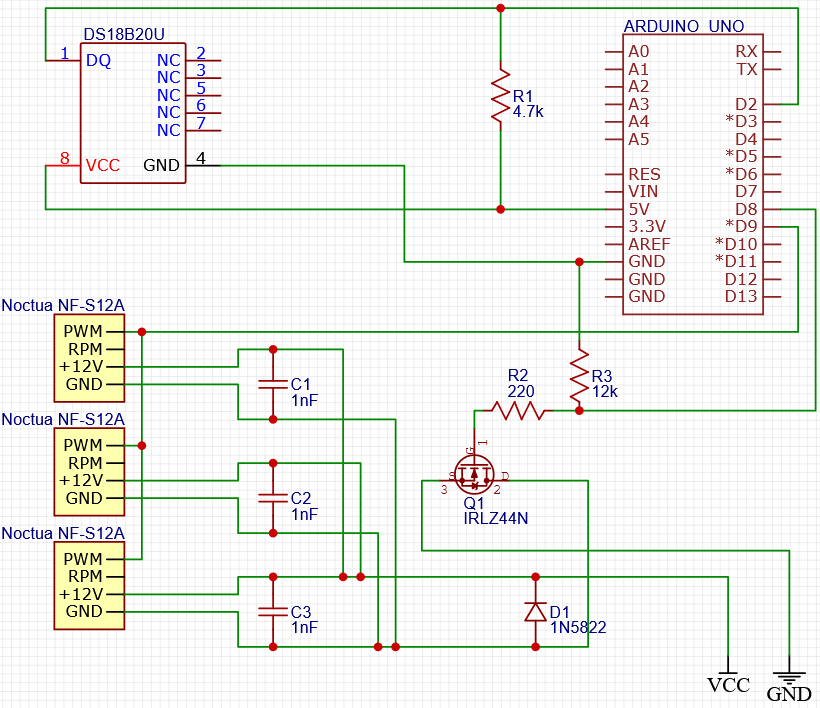 DS18B20U
1 DQ NC 2
NC 3
NC 5
NC 6
NC 7
8 VCC GND 4
R1
4.7k
ARDUINO UNO
A0 RX
A1 TX
A2
A3 D2
A4 *D3
A5 D4
*D5
RES *D6
VIN D7
5V D8
3.3V *D9
AREF *D10
GND *D11
GND D12
GND D13
Noctua NF-S12A
PWM
RPM
+12V
GND
C1
1nF
R2
220
R3
12k
Noctua NF-S12A
PWM
RPM
+12V
GND
C2
1nF
G 1
S D
3 2
Q1
IRLZ44N
Noctua NF-S12A
PWM
RPM
+12V
GND
C3
1nF
D1
1N5822
VCC
GND